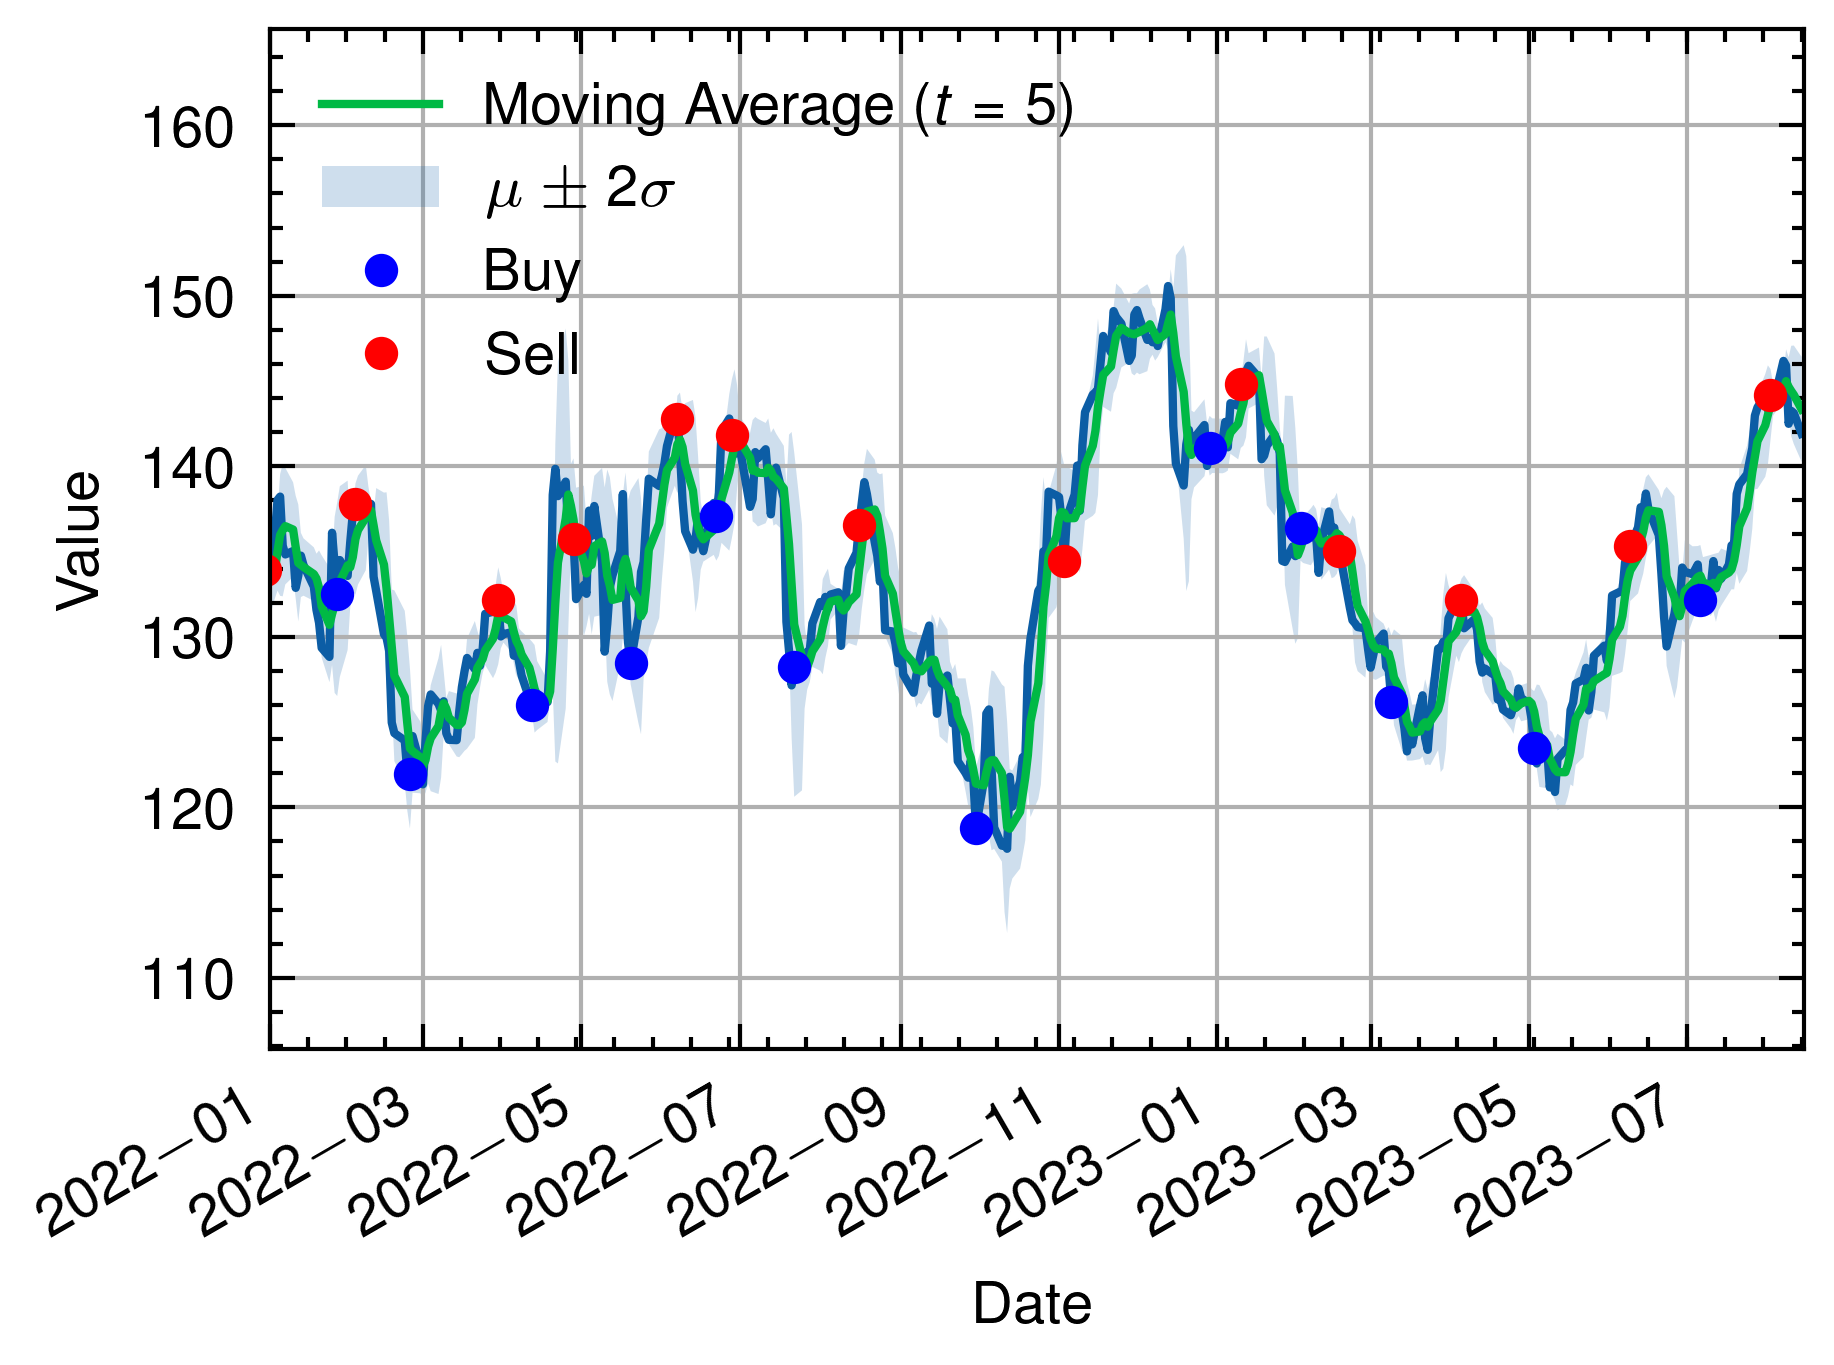 Moving Average (t = 5)
μ ± 2σ
Buy
Sell
160
150
140
130
120
110
Value
2022–01
2022–03
2022–05
2022–07
2022–09
2022–11
2023–01
2023–03
2023–05
2023–07
Date